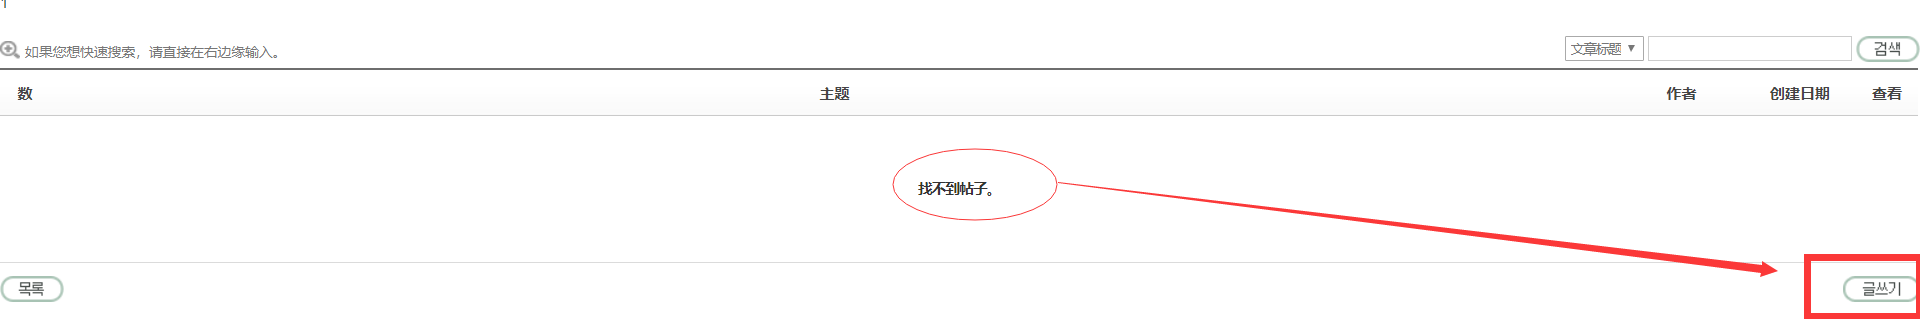 如果您想快速搜索，请直接在右边缘输入。
文章标题 ▼ 검색
数 主题 作者 创建日期 查看
找不到帖子。
목록 글쓰기